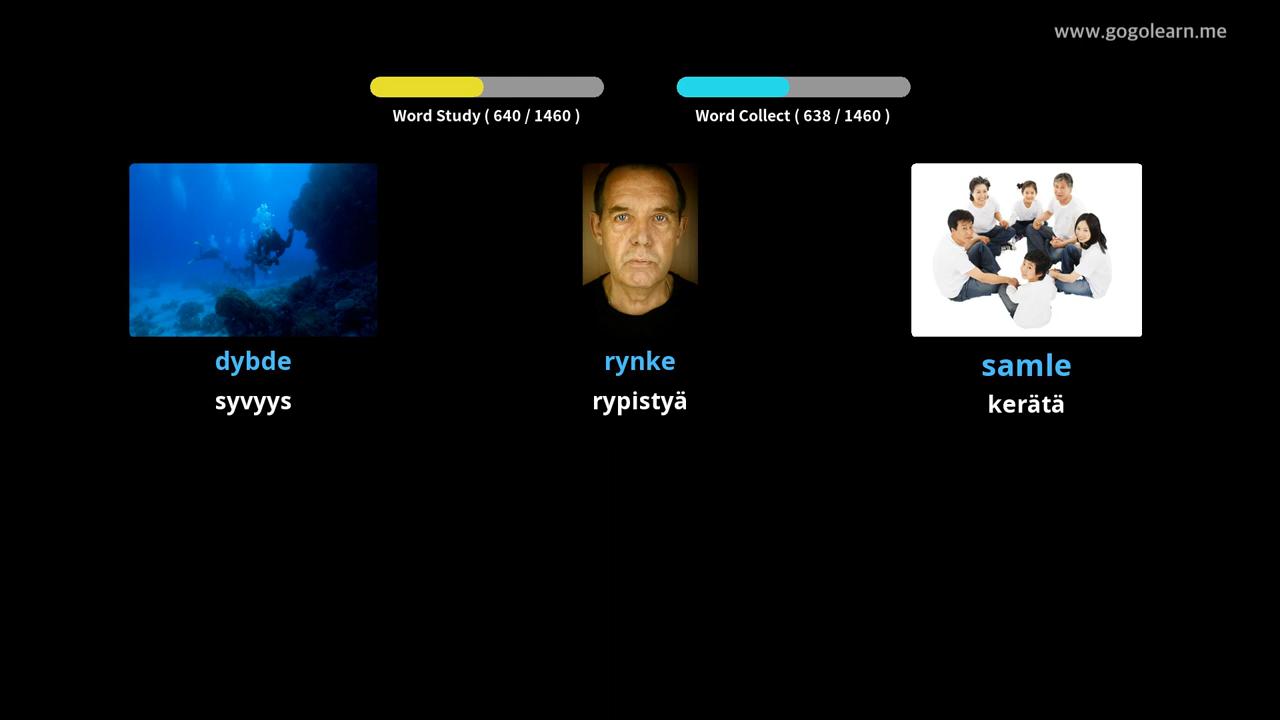 www.gogolearn.me
Word Study ( 640 / 1460 )
Word Collect ( 638 / 1460 )
dybde
syvyys
rynke
rypistyä
samle
kerätä